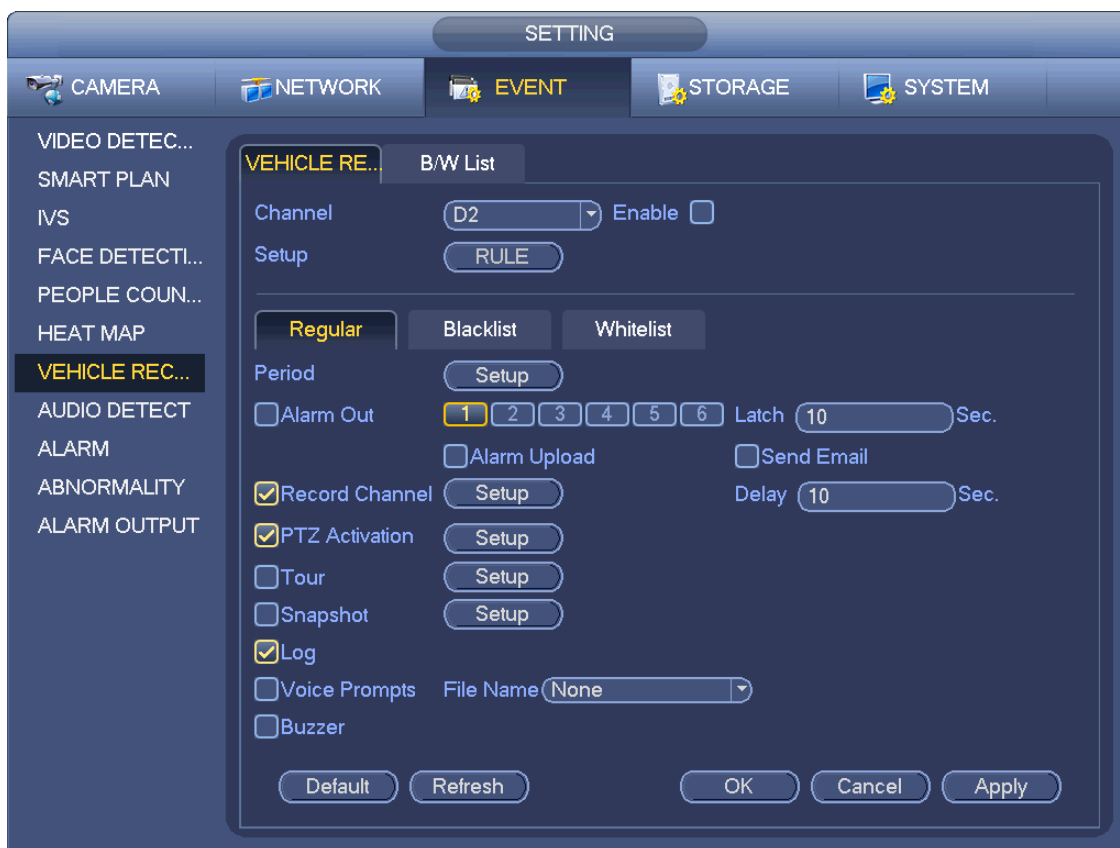 SETTING
CAMERA NETWORK EVENT STORAGE SYSTEM
VIDEO DETEC...
SMART PLAN
IVS
FACE DETECTI...
PEOPLE COUN...
HEAT MAP
VEHICLE REC...
AUDIO DETECT
ALARM
ABNORMALITY
ALARM OUTPUT
VEHICLE RE... B/W List
Channel D2 Enable
Setup RULE
Regular Blacklist Whitelist
Period Setup
Alarm Out 1 2 3 4 5 6 Latch 10 Sec.
Alarm Upload Send Email
Record Channel Setup Delay 10 Sec.
PTZ Activation Setup
Tour Setup
Snapshot Setup
Log
Voice Prompts File Name None
Buzzer
Default Refresh OK Cancel Apply